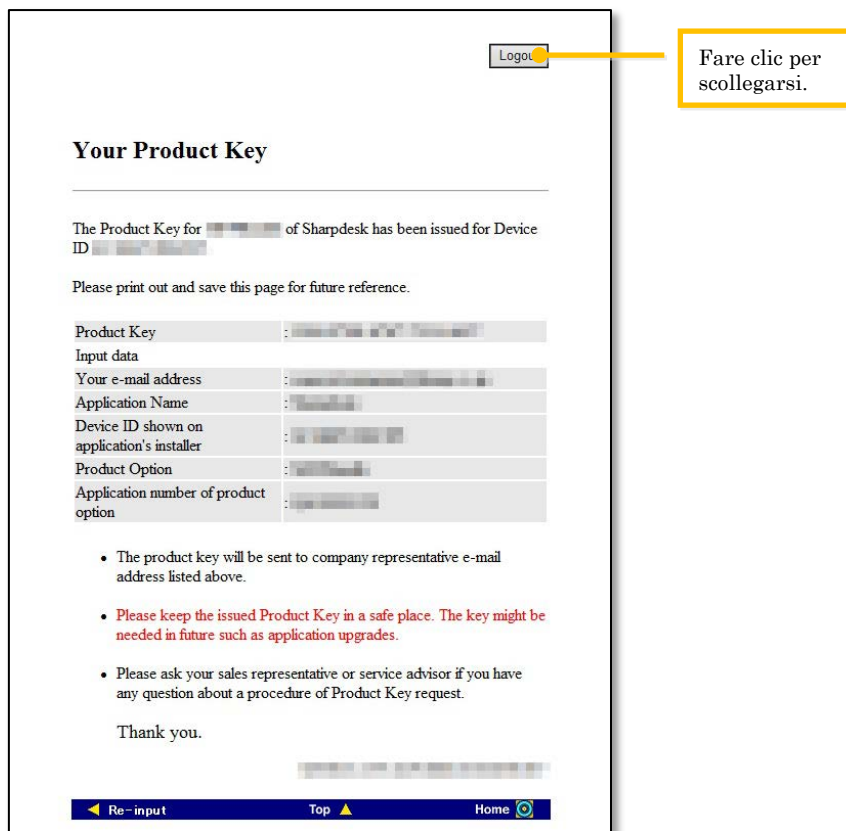 Logou
Fare clic per
scollegarsi.
Your Product Key
The Product Key for of Sharpdesk has been issued for Device
ID
Please print out and save this page for future reference.
Product Key :
Input data
Your e-mail address :
Application Name :
Device ID shown on
application's installer :
Product Option :
Application number of product
option :
• The product key will be sent to company representative e-mail
address listed above.
• Please keep the issued Product Key in a safe place. The key might be
needed in future such as application upgrades.
• Please ask your sales representative or service advisor if you have
any question about a procedure of Product Key request.
Thank you.
Re-input Top Home